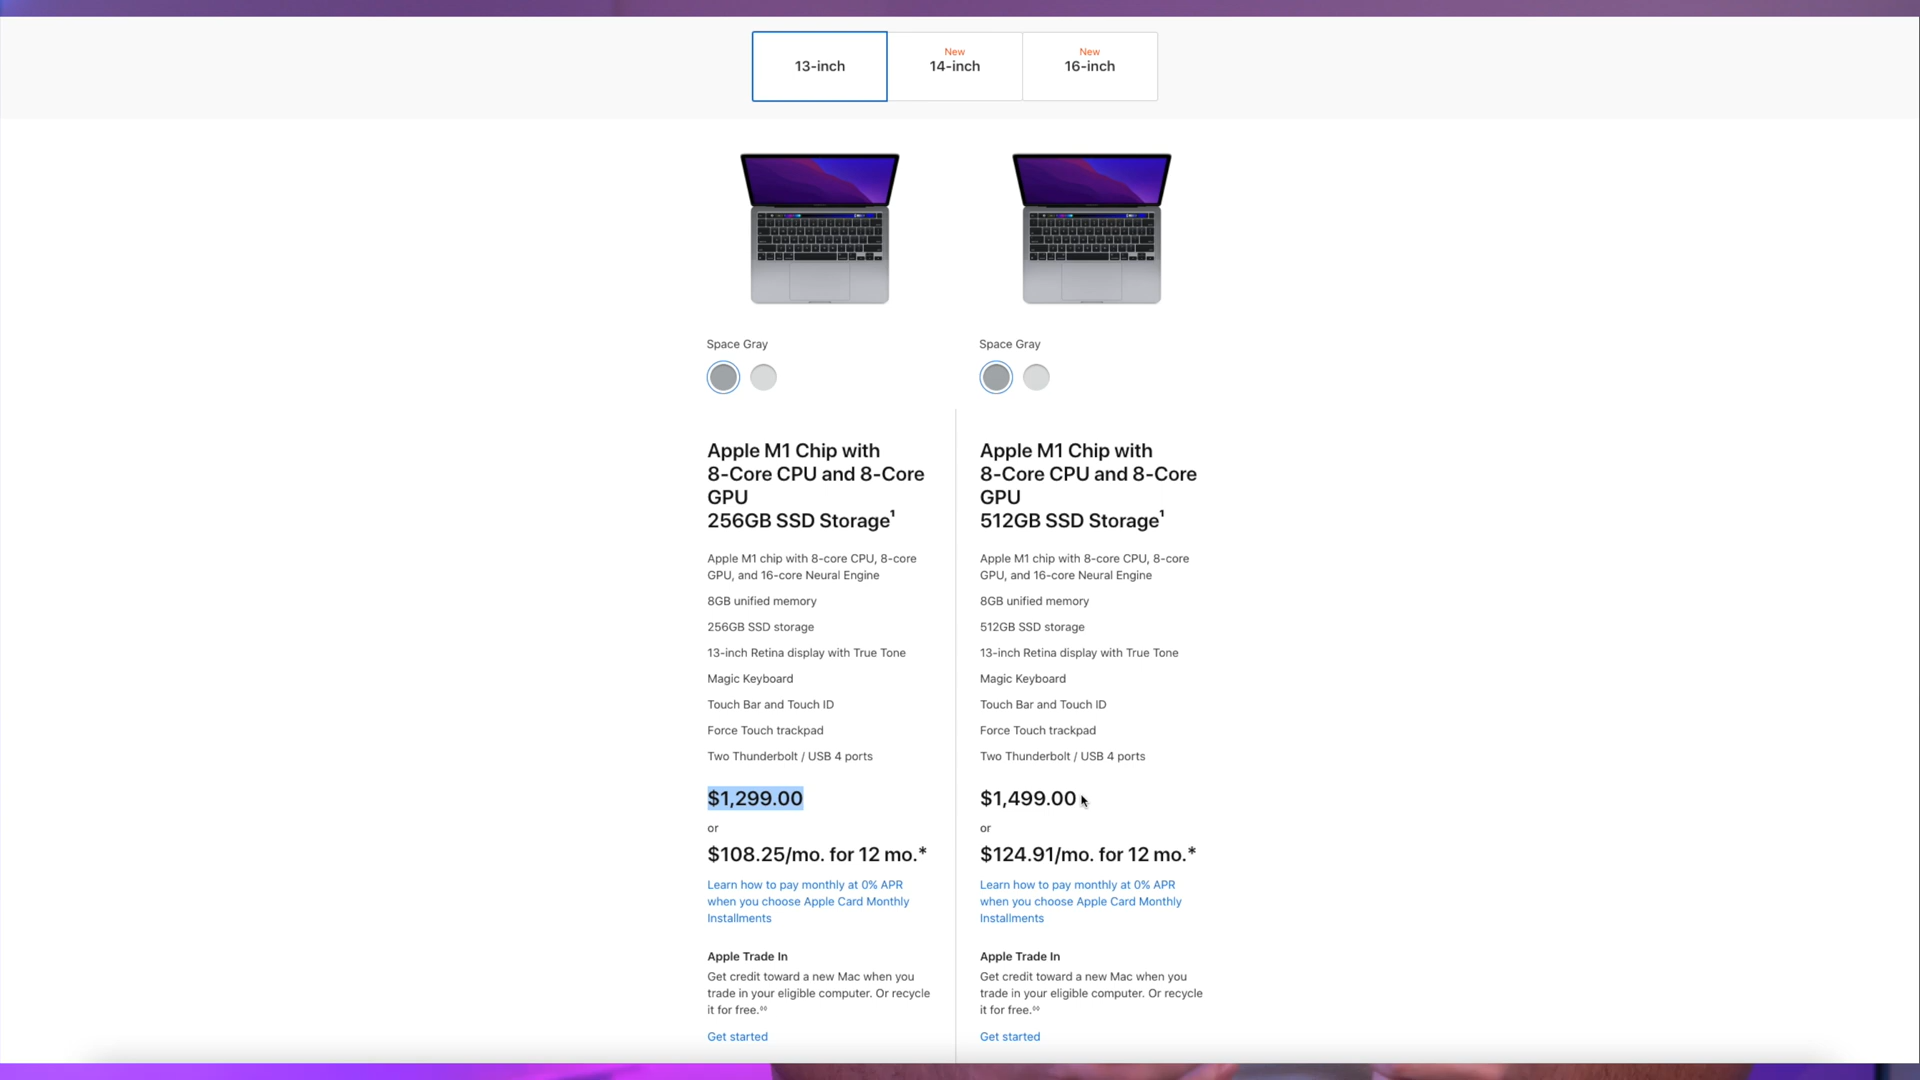 13-inch
New
14-inch
New
16-inch
Space Gray
Apple M1 Chip with
8-Core CPU and 8-Core
GPU
256GB SSD Storage¹
Apple M1 chip with 8-core CPU, 8-core
GPU, and 16-core Neural Engine
8GB unified memory
256GB SSD storage
13-inch Retina display with True Tone
Magic Keyboard
Touch Bar and Touch ID
Force Touch trackpad
Two Thunderbolt / USB 4 ports
$1,299.00
or
$108.25/mo. for 12 mo.*
Learn how to pay monthly at 0% APR
when you choose Apple Card Monthly
Installments
Apple Trade In
Get credit toward a new Mac when you
trade in your eligible computer. Or recycle
it for free.◊◊
Get started
Space Gray
Apple M1 Chip with
8-Core CPU and 8-Core
GPU
512GB SSD Storage¹
Apple M1 chip with 8-core CPU, 8-core
GPU, and 16-core Neural Engine
8GB unified memory
512GB SSD storage
13-inch Retina display with True Tone
Magic Keyboard
Touch Bar and Touch ID
Force Touch trackpad
Two Thunderbolt / USB 4 ports
$1,499.00
or
$124.91/mo. for 12 mo.*
Learn how to pay monthly at 0% APR
when you choose Apple Card Monthly
Installments
Apple Trade In
Get credit toward a new Mac when you
trade in your eligible computer. Or recycle
it for free.◊◊
Get started